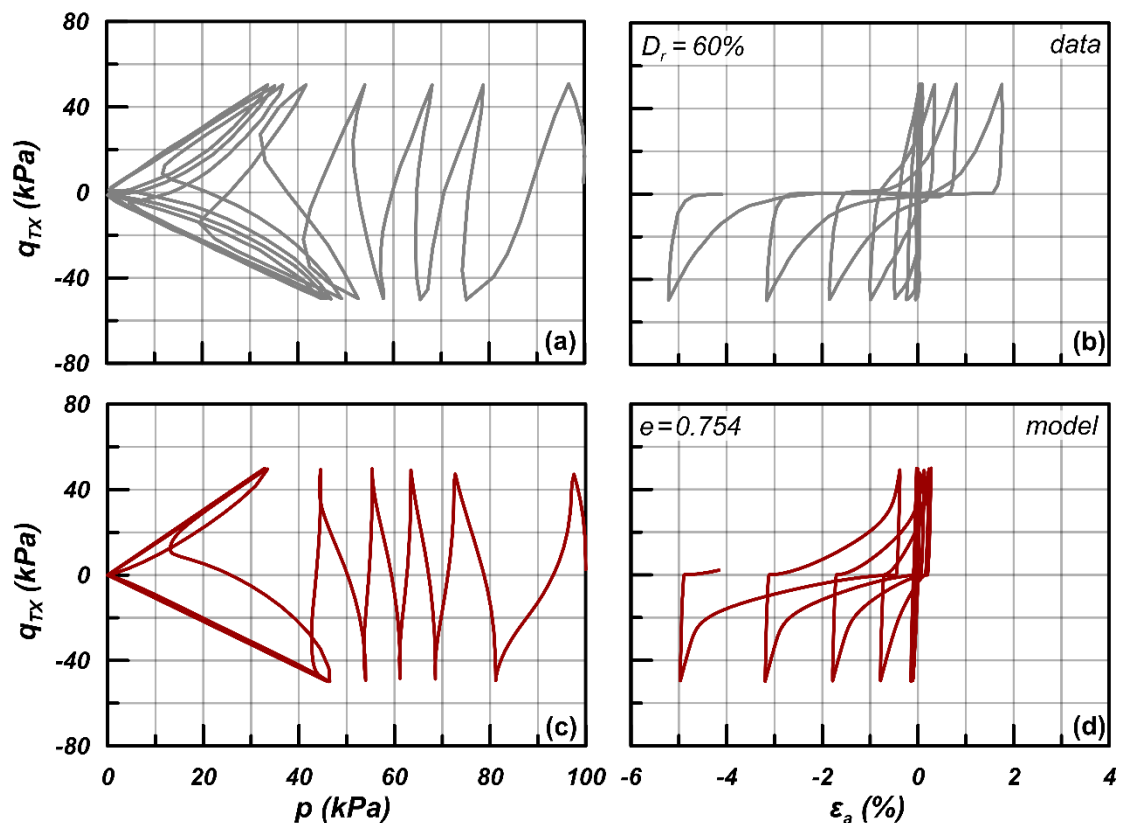 80
40
0
-40
-80
q_TX (kPa)
(a)
D_r = 60% data
(b)
80
40
0
-40
-80
q_TX (kPa)
(c)
0 20 40 60 80 100
p (kPa)
e = 0.754 model
(d)
-6 -4 -2 0 2 4
ε_a (%)